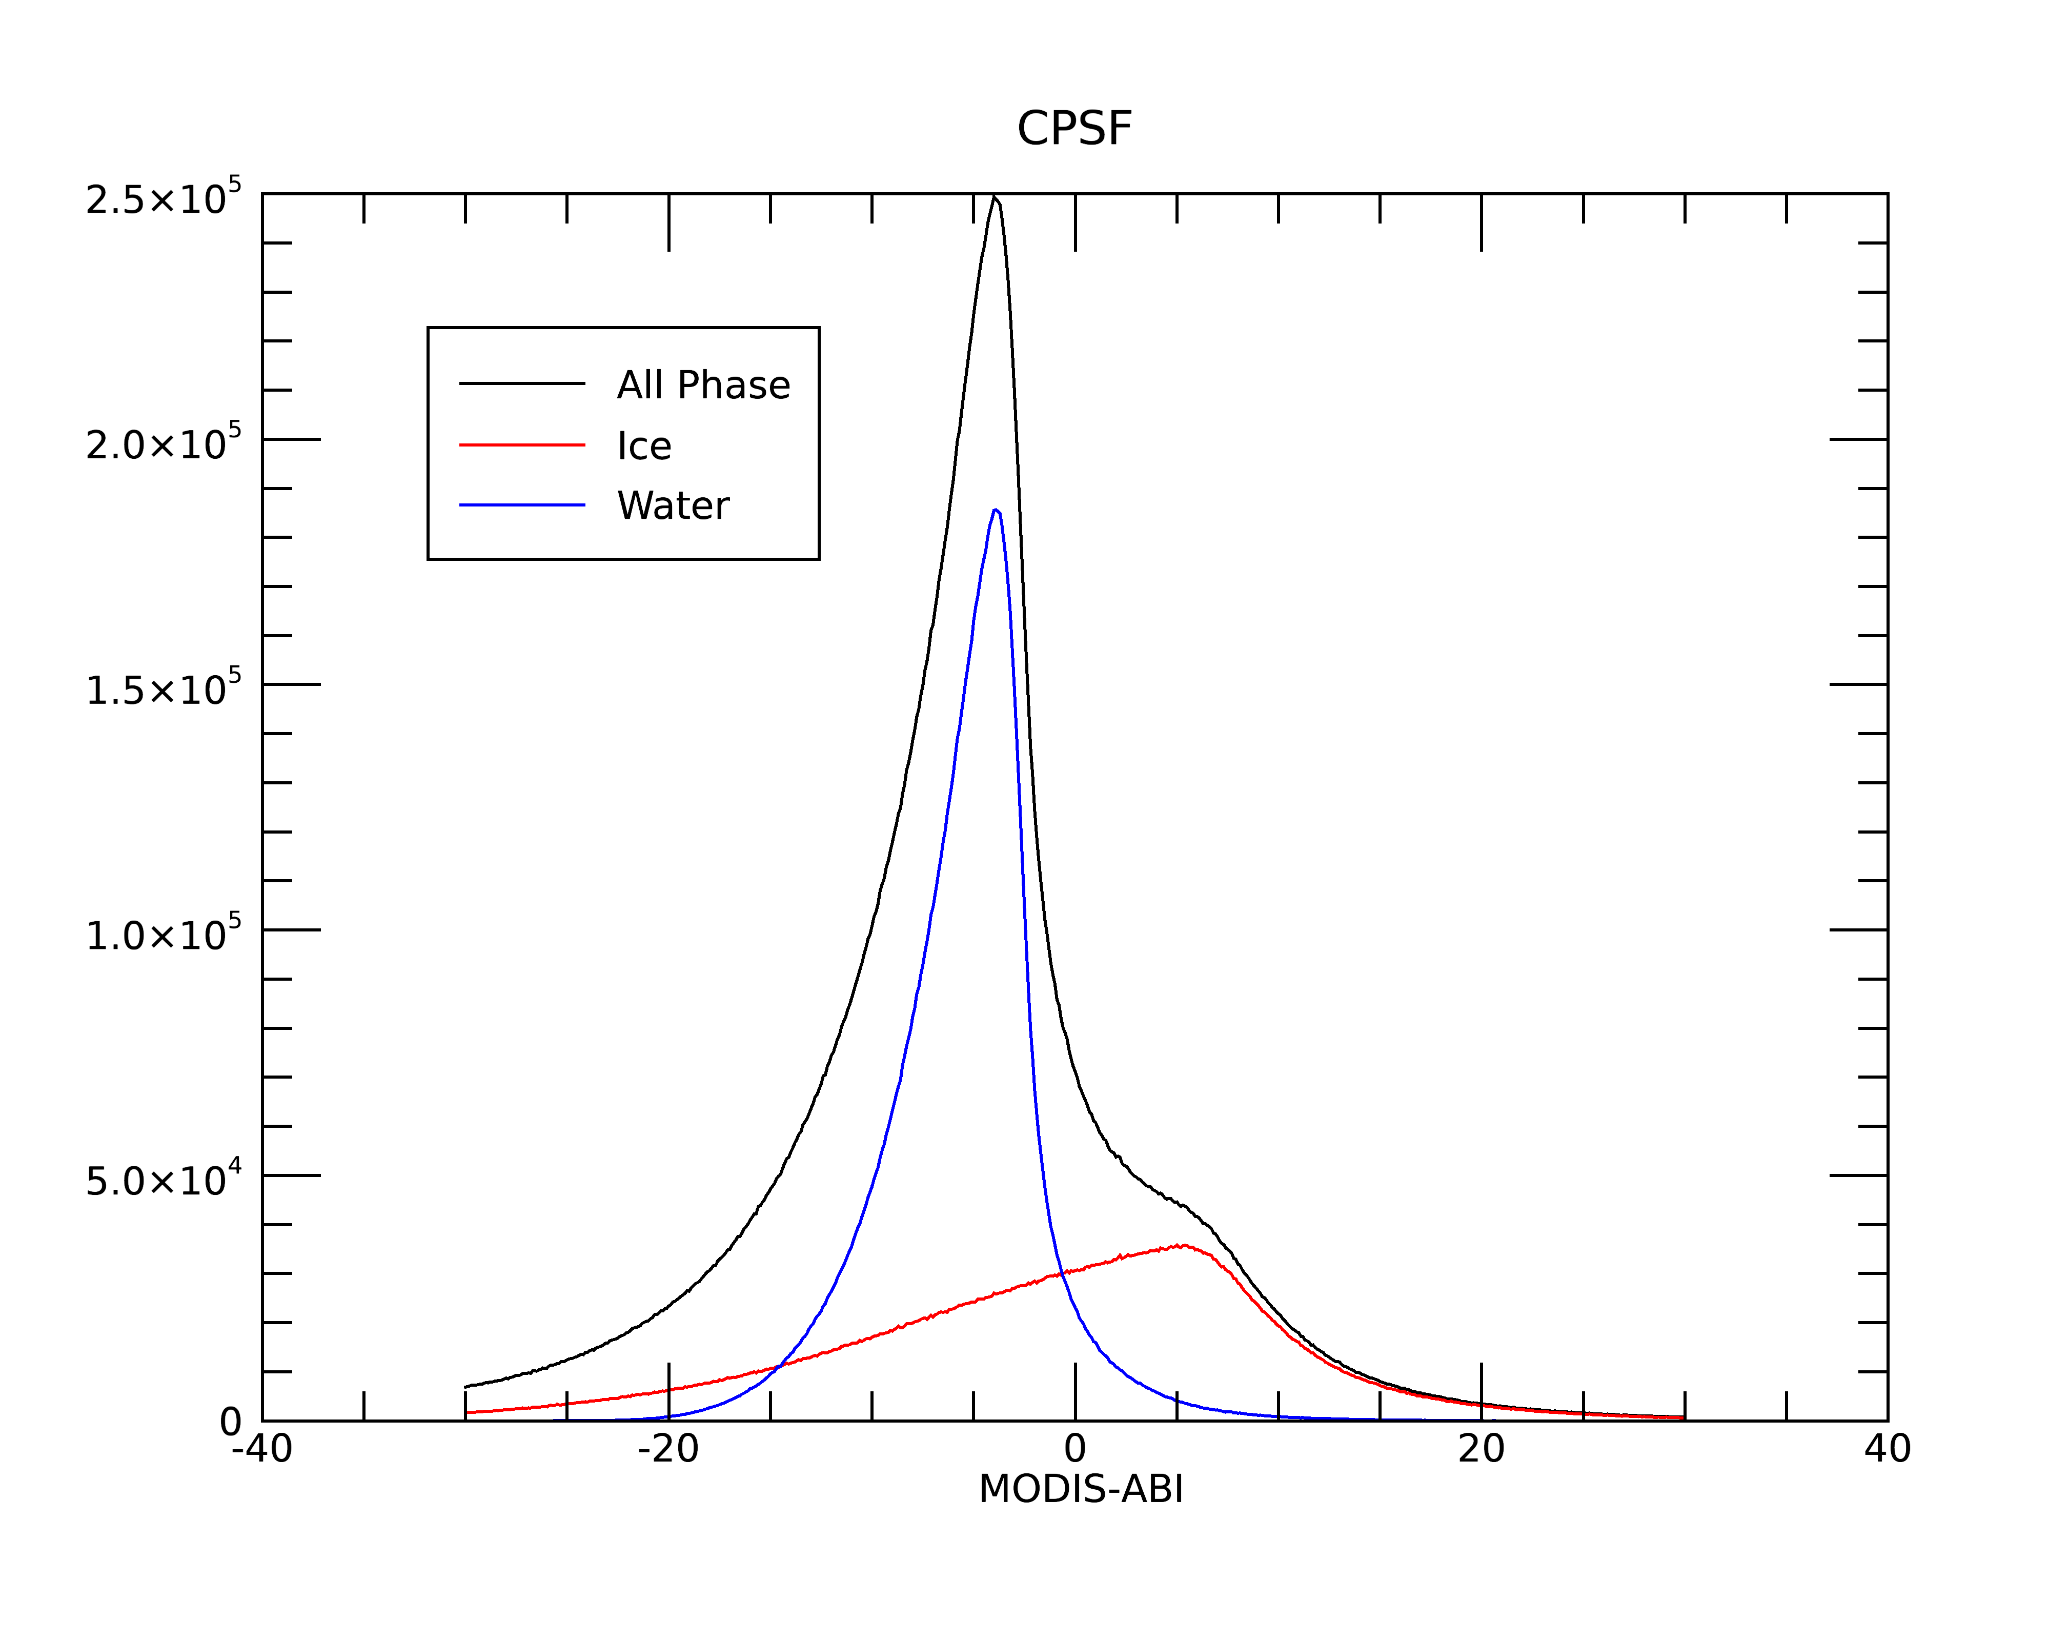 CPSF
2.5×10⁵
2.0×10⁵
1.5×10⁵
1.0×10⁵
5.0×10⁴
0
All Phase
Ice
Water
-40 -20 0 20 40
MODIS-ABI